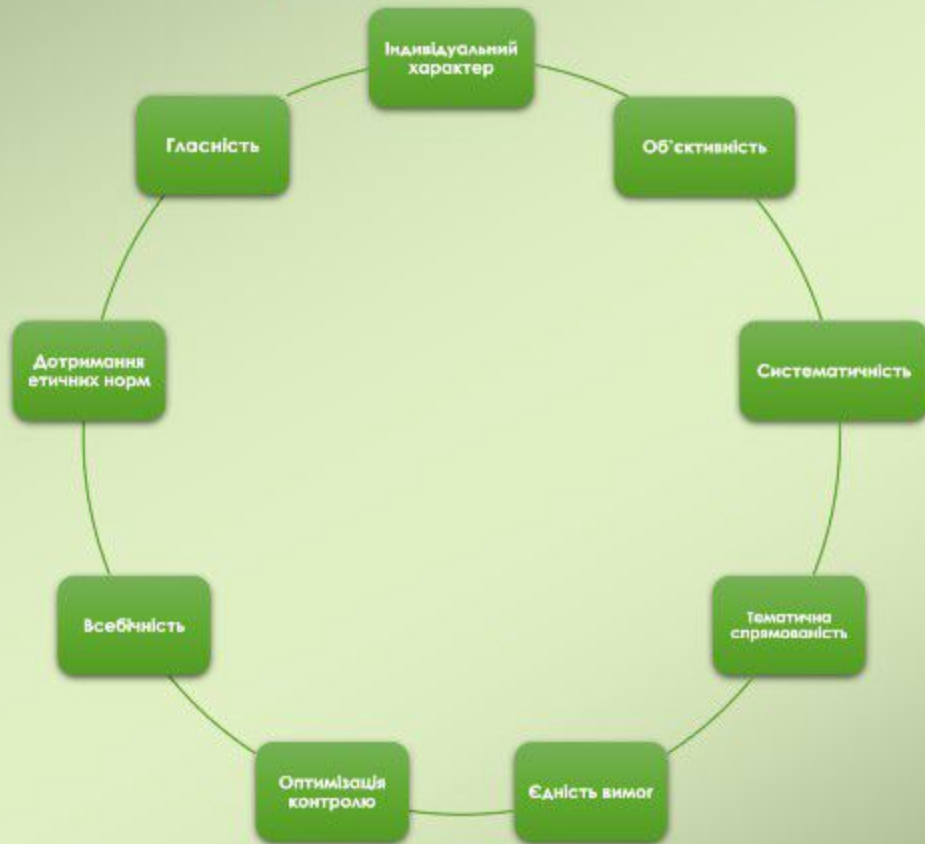 Індивідуальний
характер
Об'єктивність
Систематичність
Тематична
спрямованість
Єдність вимог
Оптимізація
контролю
Всебічність
Дотримання
етичних норм
Гласність